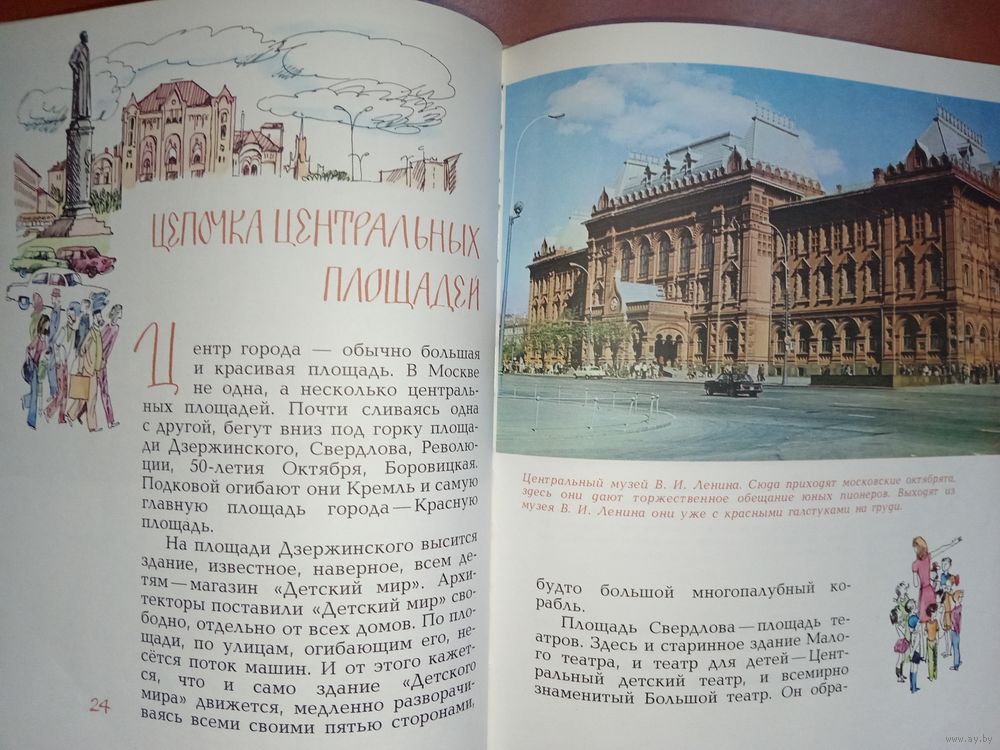 ЦЕПОЧКА ЦЕНТРАЛЬНЫХ
ПЛОЩАДЕЙ
Центр города — обычно большая
и красивая площадь. В Москве
не одна, а несколько централь-
ных площадей. Почти сливаясь одна
с другой, бегут вниз под горку площа-
ди Дзержинского, Свердлова, Револю-
ции, 50-летия Октября, Боровицкая.
Подковой огибают они Кремль и самую
главную площадь города — Красную
площадь.
На площади Дзержинского высится
здание, известное, наверное, всем де-
тям — магазин «Детский мир». Архи-
текторы поставили «Детский мир» сво-
бодно, отдельно от всех домов. По пло-
щади, по улицам, огибающим его, не-
сётся поток машин. И от этого кажет-
ся, что и само здание «Детского
мира» движется, медленно разворачи-
ваясь всеми своими пятью сторонами,
24
Центральный музей В. И. Ленина. Сюда приходят московские октябрята,
здесь они дают торжественное обещание юных пионеров. Выходят из
музея В. И. Ленина они уже с красными галстуками на груди.
будто большой многопалубный ко-
рабль.
Площадь Свердлова — площадь те-
атров. Здесь и старинное здание Мало-
го театра, и театр для детей — Цент-
ральный детский театр, и всемирно
знаменитый Большой театр. Он обра-
www.ay.by